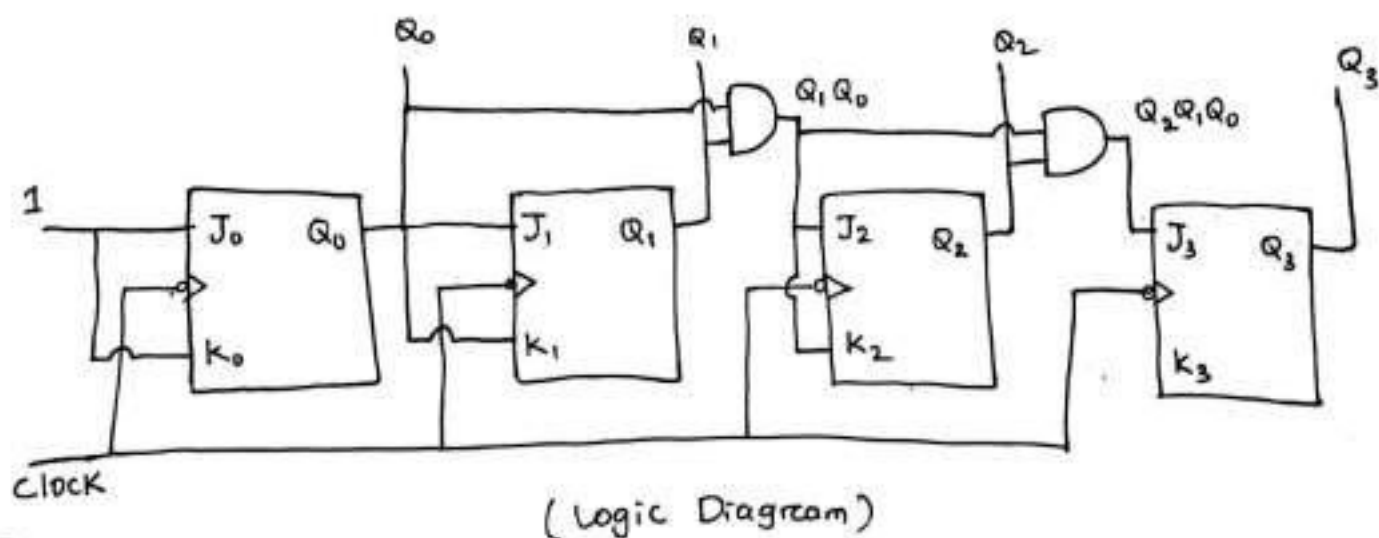 Q0 Q1 Q2 Q3
Q1Q0 Q2Q1Q0
1 J0 Q0 J1 Q1 J2 Q2 J3 Q3
K0 K1 K2 K3
Clock
(Logic Diagream)